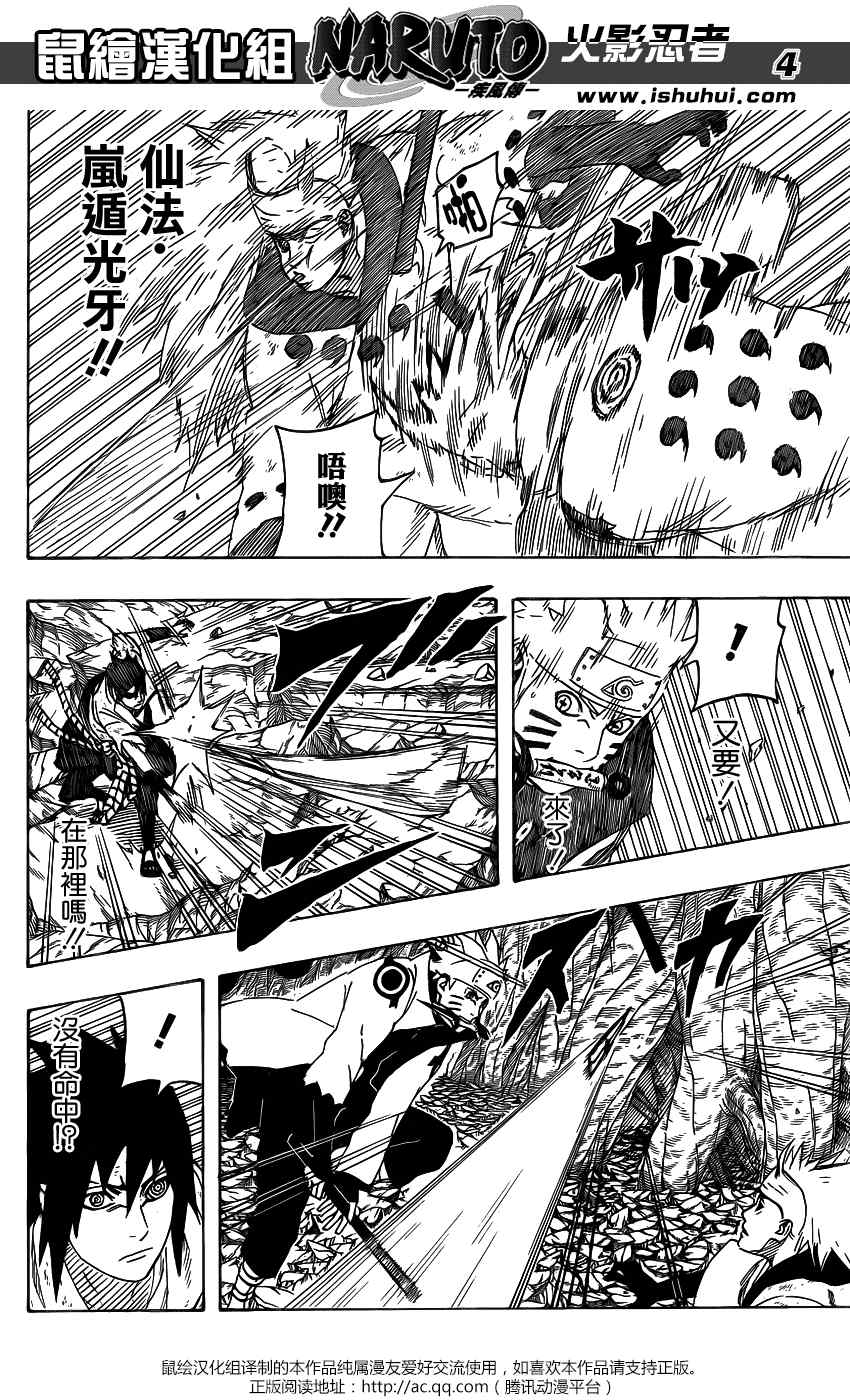 鼠繪漢化組
NARUTO
-疾風傳-
火影忍者
4
www.ishuhui.com
仙法·
嵐遁光牙!!
啪
サッ
唔噢!!
!
又要!
來了!
在那裡嗎!!
!
沒有命中!?
鼠绘汉化组译制的本作品纯属漫友爱好交流使用，如喜欢本作品请支持正版。
正版阅读地址：http://ac.qq.com（腾讯动漫平台）